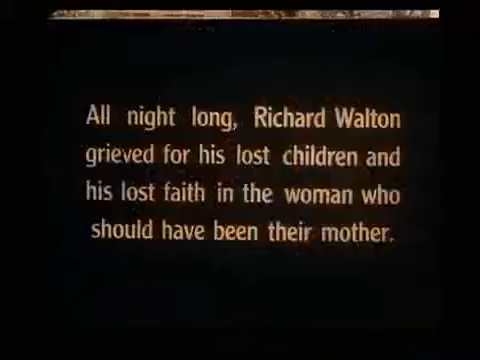 All night long, Richard Walton
grieved for his lost children and
his lost faith in the woman who
should have been their mother.